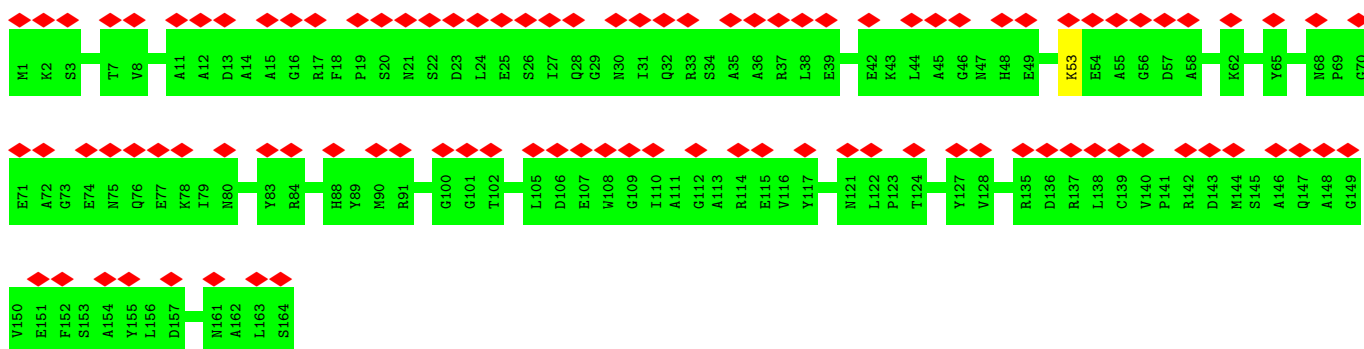 M1 K2 S3 T7 V8 A11 A12 D13 A14 A15 G16 R17 F18 P19 S20 N21 S22 D23 L24 E25 S26 I27 Q28 G29 N30 I31 Q32 R33 S34 A35 A36 R37 L38 E39 E42 K43 L44 A45 G46 N47 H48 E49 K53 E54 A55 G56 D57 A58 K62 Y65 N68 P69 G70
E71 A72 G73 E74 N75 Q76 E77 K78 I79 N80 Y83 R84 H88 Y89 M90 R91 G100 G101 T102 L105 D106 E107 W108 G109 I110 A111 G112 A113 R114 E115 V116 Y117 N121 L122 P123 T124 Y127 V128 R135 D136 R137 L138 C139 V140 P141 R142 D143 M144 S145 A146 Q147 A148 G149
V150 E151 F152 S153 A154 Y155 L156 D157 N161 A162 L163 S164